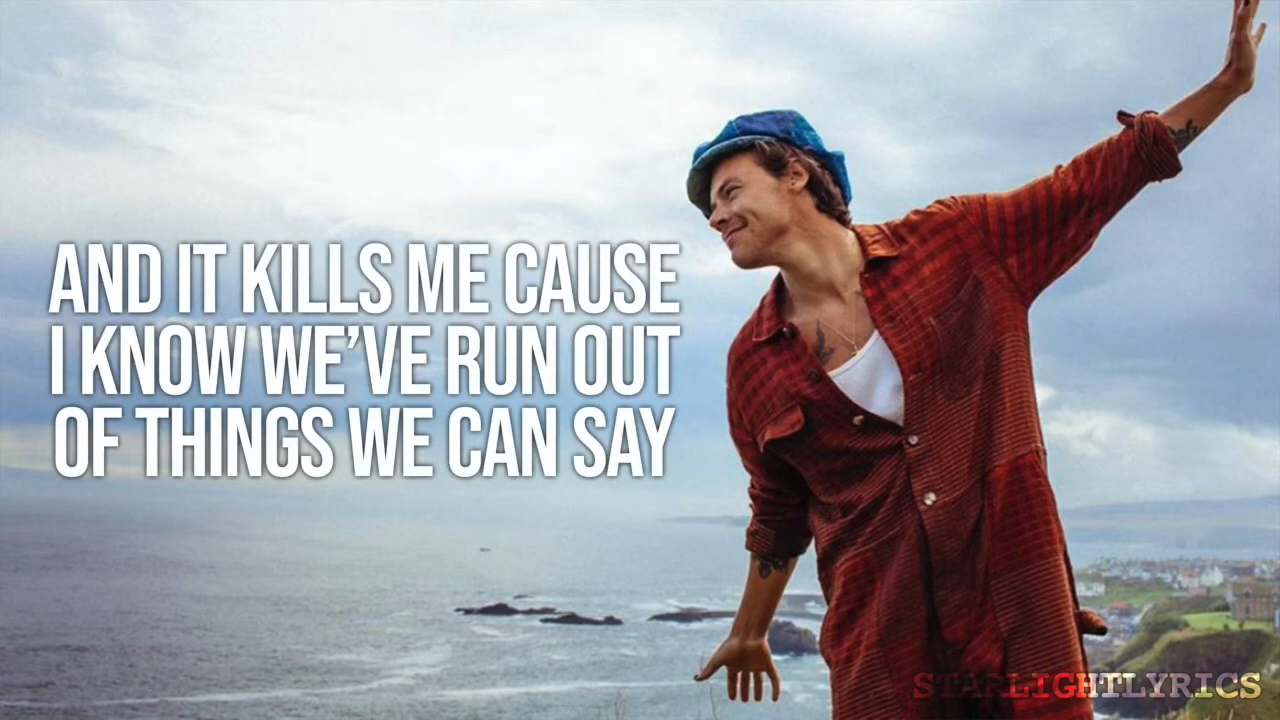 AND IT KILLS ME CAUSE
I KNOW WE’VE RUN OUT
OF THINGS WE CAN SAY
STARLIGHTLYRICS